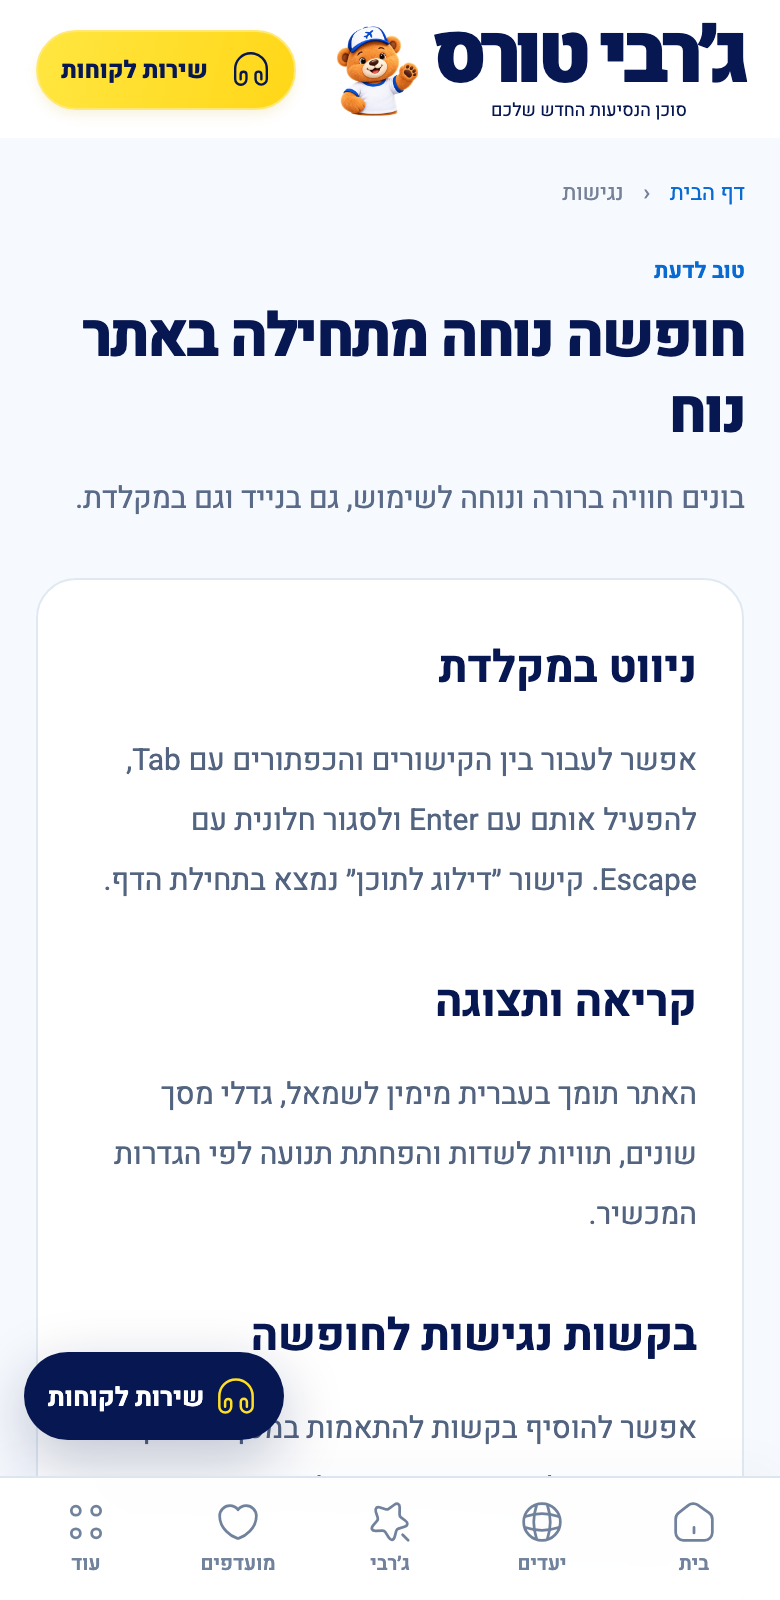 ג׳רבי טורס
סוכן הנסיעות החדש שלכם
שירות לקוחות
דף הבית › נגישות
טוב לדעת
חופשה נוחה מתחילה באתר
נוח
בונים חוויה ברורה ונוחה לשימוש, גם בנייד וגם במקלדת.
ניווט במקלדת
אפשר לעבור בין הקישורים והכפתורים עם Tab,
להפעיל אותם עם Enter ולסגור חלונית עם
Escape. קישור ״דילוג לתוכן״ נמצא בתחילת הדף.
קריאה ותצוגה
האתר תומך בעברית מימין לשמאל, גדלי מסך
שונים, תוויות לשדות והפחתת תנועה לפי הגדרות
המכשיר.
בקשות נגישות לחופשה
אפשר להוסיף בקשות להתאמות
שירות לקוחות
בית
יעדים
ג׳רבי
מועדפים
עוד